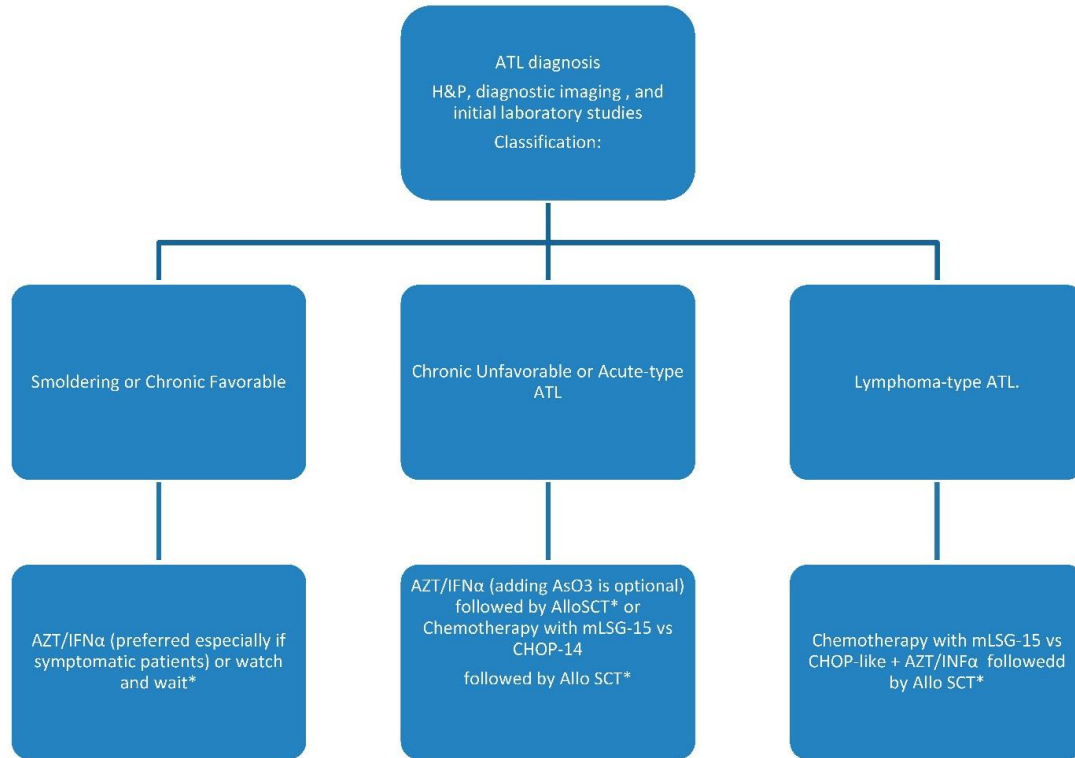 ATL diagnosis
H&P, diagnostic imaging , and
initial laboratory studies
Classification:
Smoldering or Chronic Favorable
Chronic Unfavorable or Acute-type
ATL
Lymphoma-type ATL.
AZT/IFNα (preferred especially if
symptomatic patients) or watch
and wait*
AZT/IFNα (adding AsO3 is optional)
followed by AlloSCT* or
Chemotherapy with mLSG-15 vs
CHOP-14
followed by Allo SCT*
Chemotherapy with mLSG-15 vs
CHOP-like + AZT/INFα followedd
by Allo SCT*